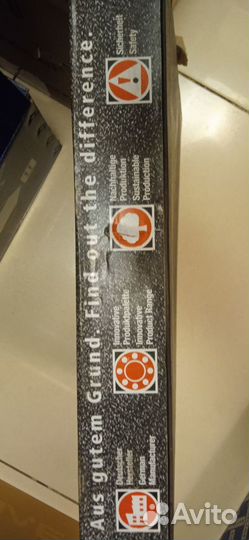 Aus gutem Grund. Find out the difference.
Deutscher
Hersteller
German
Manufacturer
Innovative
Produktpalette
Innovative
Product Range
Nachhaltige
Produktion
Sustainable
Production
Sicherheit
Safety
Avito